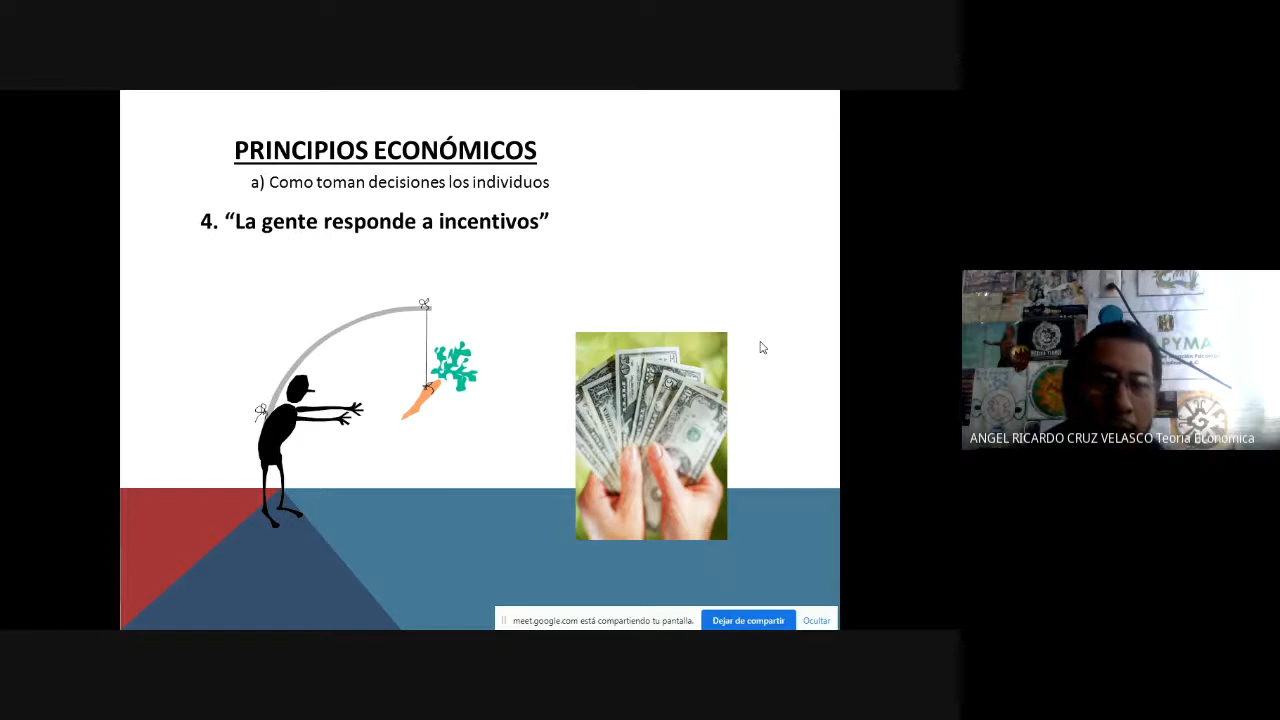 PRINCIPIOS ECONÓMICOS
a) Como toman decisiones los individuos
4. “La gente responde a incentivos”
meet.google.com está compartiendo tu pantalla.
Dejar de compartir
Ocultar
PYMA
ANGEL RICARDO CRUZ VELASCO Teoria Economica